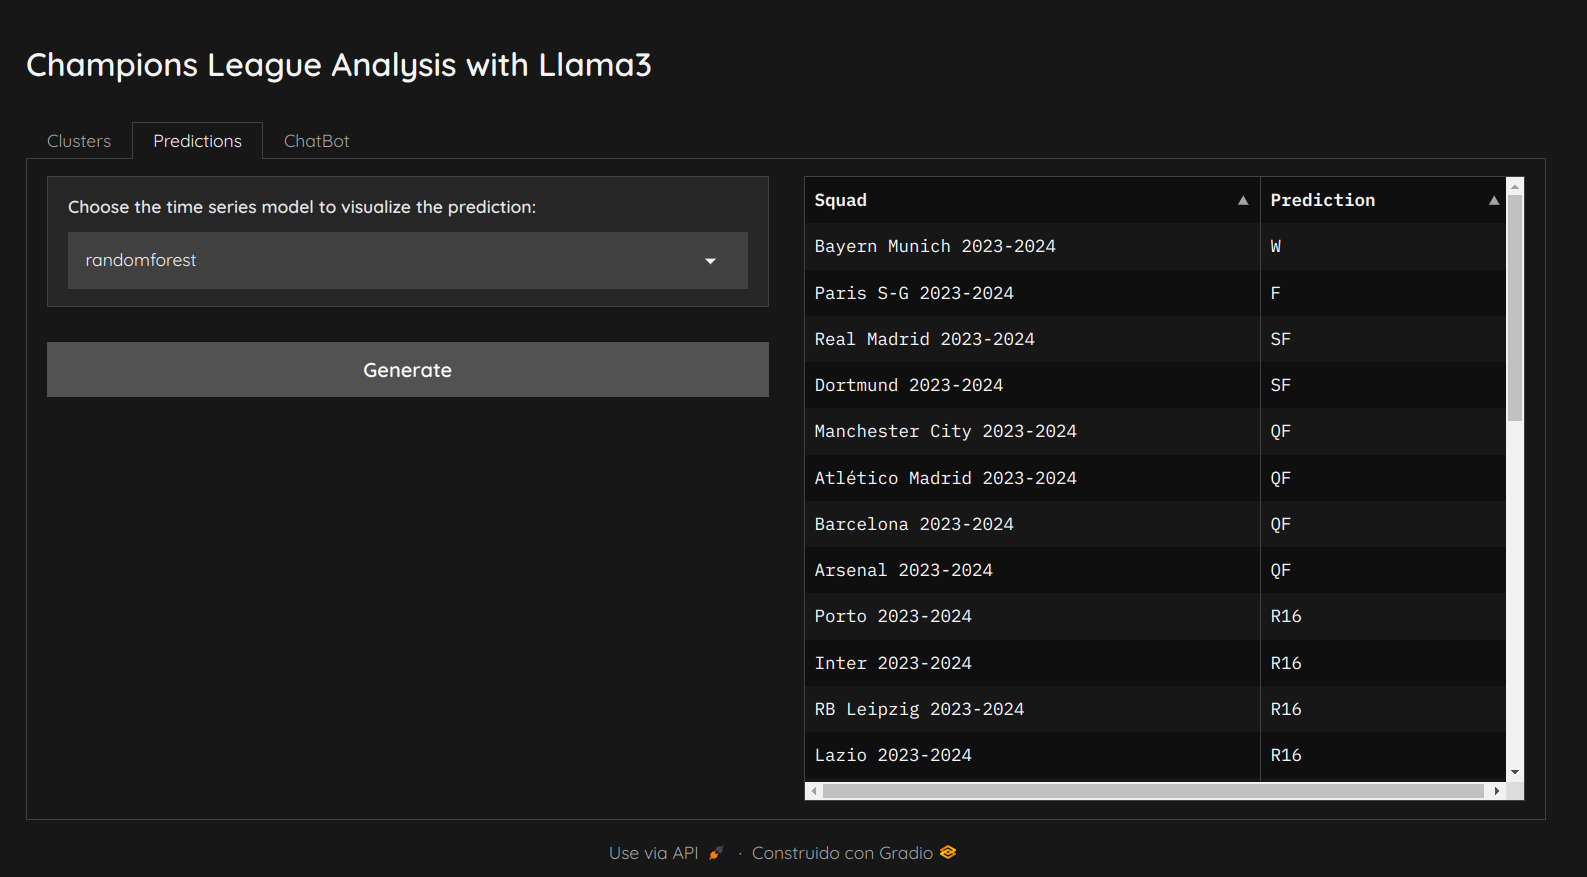 Champions League Analysis with Llama3
Clusters
Predictions
ChatBot
Choose the time series model to visualize the prediction:
randomforest
Generate
Squad Prediction
Bayern Munich 2023-2024 W
Paris S-G 2023-2024 F
Real Madrid 2023-2024 SF
Dortmund 2023-2024 SF
Manchester City 2023-2024 QF
Atlético Madrid 2023-2024 QF
Barcelona 2023-2024 QF
Arsenal 2023-2024 QF
Porto 2023-2024 R16
Inter 2023-2024 R16
RB Leipzig 2023-2024 R16
Lazio 2023-2024 R16
Use via API · Construido con Gradio